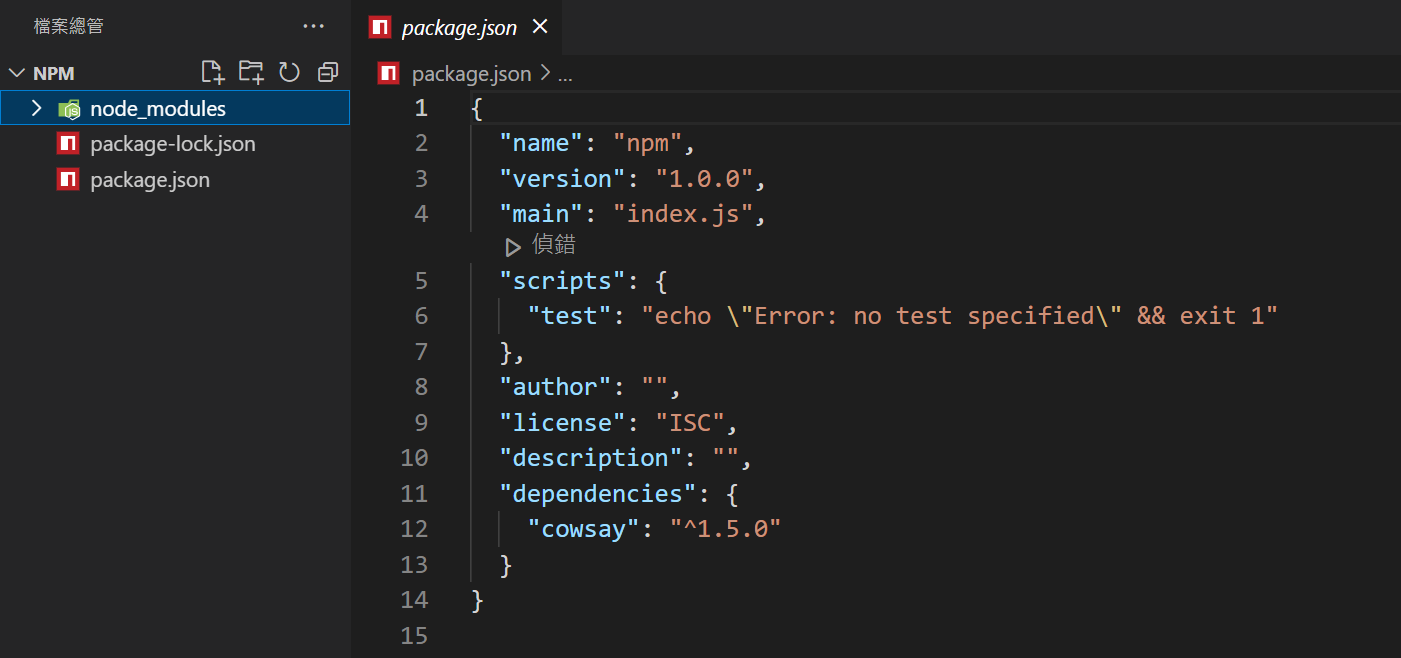 檔案總管
NPM
node_modules
package-lock.json
package.json
package.json
package.json > ...
1 {
2 "name": "npm",
3 "version": "1.0.0",
4 "main": "index.js",
偵錯
5 "scripts": {
6 "test": "echo \"Error: no test specified\" && exit 1"
7 },
8 "author": "",
9 "license": "ISC",
10 "description": "",
11 "dependencies": {
12 "cowsay": "^1.5.0"
13 }
14 }
15